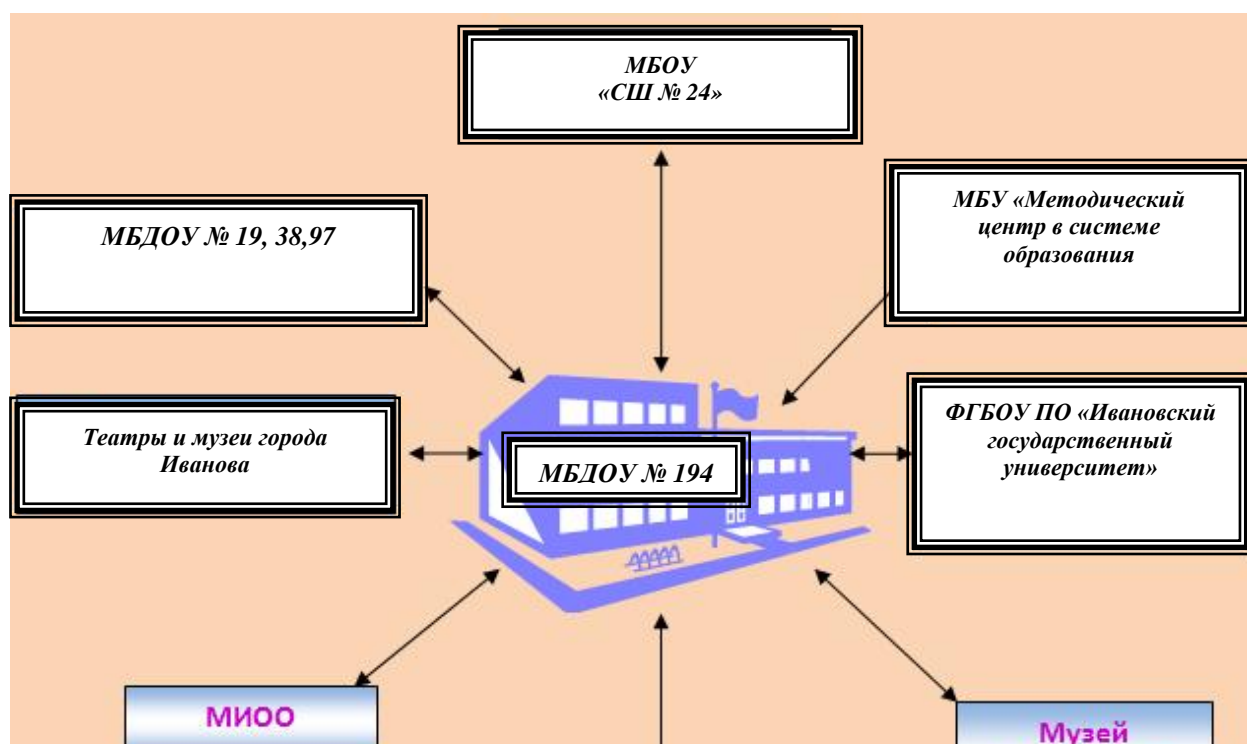 МБОУ
«СШ № 24»
МБУ «Методический
центр в системе
образования
МБДОУ № 19, 38,97
Театры и музеи города
Иванова
МБДОУ № 194
ФГБОУ ПО «Ивановский
государственный
университет»
МИОО
Музей